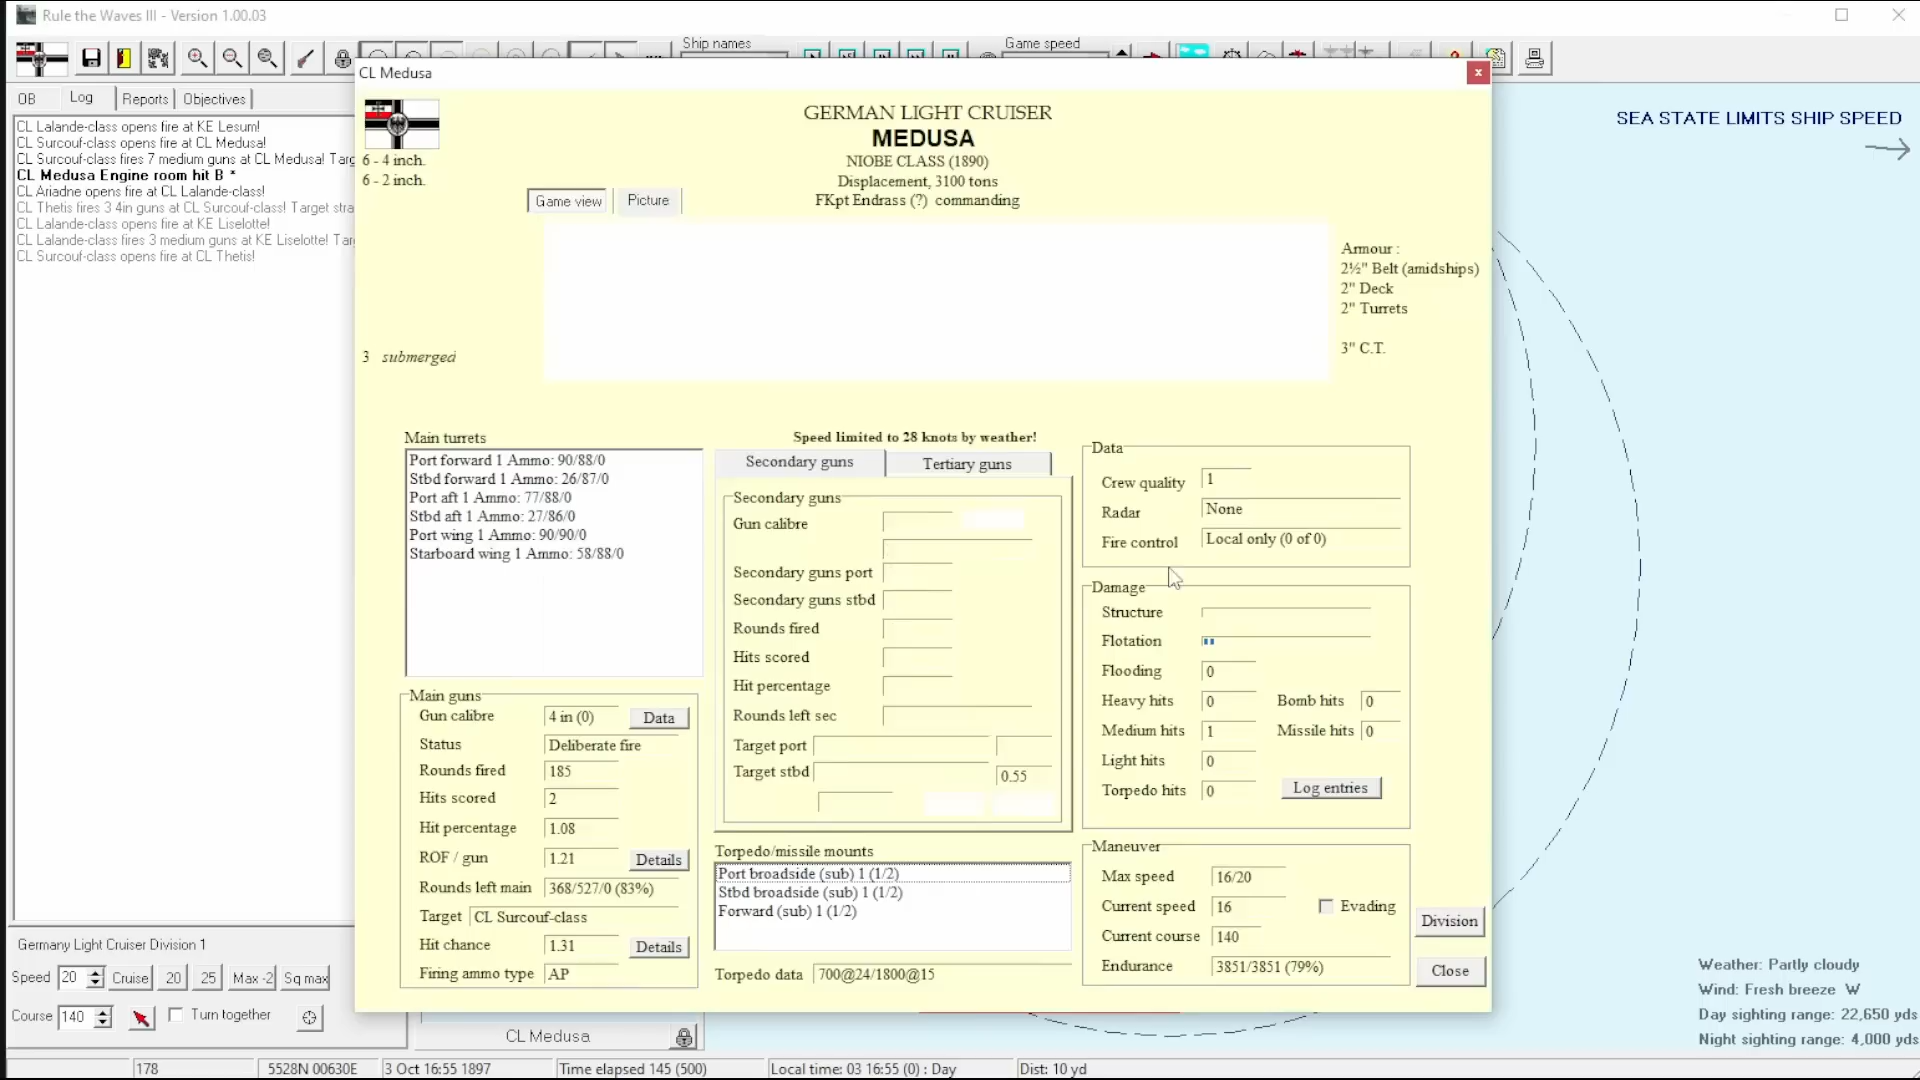 Rule the Waves III - Version 1.00.03
Ship names
Game speed
CL Medusa
x
OB
Log
Reports
Objectives
CL Lalande-class opens fire at KE Lesum!
CL Surcouf-class opens fire at CL Medusa!
CL Surcouf-class fires 7 medium guns at CL Medusa! Targ
CL Medusa Engine room hit B *
CL Ariadne opens fire at CL Lalande-class!
CL Thetis fires 3 4in guns at CL Surcouf-class! Target stra
CL Lalande-class opens fire at KE Liselotte!
CL Lalande-class fires 3 medium guns at KE Liselotte! Tar
CL Surcouf-class opens fire at CL Thetis!
GERMAN LIGHT CRUISER
MEDUSA
NIOBE CLASS (1890)
Displacement, 3100 tons
FKpt Endrass (?) commanding
6 - 4 inch.
6 - 2 inch.
Game view
Picture
3 submerged
Armour :
2½" Belt (amidships)
2" Deck
2" Turrets
3" C.T.
SEA STATE LIMITS SHIP SPEED
Speed limited to 28 knots by weather!
Main turrets
Port forward 1 Ammo: 90/88/0
Stbd forward 1 Ammo: 26/87/0
Port aft 1 Ammo: 77/88/0
Stbd aft 1 Ammo: 27/86/0
Port wing 1 Ammo: 90/90/0
Starboard wing 1 Ammo: 58/88/0
Main guns
Gun calibre 4 in (0) Data
Status Deliberate fire
Rounds fired 185
Hits scored 2
Hit percentage 1.08
ROF / gun 1.21 Details
Rounds left main 368/527/0 (83%)
Target CL Surcouf-class
Hit chance 1.31 Details
Firing ammo type AP
Secondary guns
Tertiary guns
Secondary guns
Gun calibre
Secondary guns port
Secondary guns stbd
Rounds fired
Hits scored
Hit percentage
Rounds left sec
Target port
Target stbd 0.55
Torpedo/missile mounts
Port broadside (sub) 1 (1/2)
Stbd broadside (sub) 1 (1/2)
Forward (sub) 1 (1/2)
Torpedo data 700@24/1800@15
Data
Crew quality 1
Radar None
Fire control Local only (0 of 0)
Damage
Structure
Flotation
Flooding 0
Heavy hits 0 Bomb hits 0
Medium hits 1 Missile hits 0
Light hits 0
Torpedo hits 0 Log entries
Maneuver
Max speed 16/20
Current speed 16 Evading
Current course 140
Endurance 3851/3851 (79%)
Division
Close
Germany Light Cruiser Division 1
Speed 20 Cruise 20 25 Max -2 Sq max
Course 140 Turn together
CL Medusa
Weather: Partly cloudy
Wind: Fresh breeze W
Day sighting range: 22,650 yds
Night sighting range: 4,000 yds
178 5528N 00630E 3 Oct 16:55 1897 Time elapsed 145 (500) Local time: 03 16:55 (0) : Day Dist: 10 yd